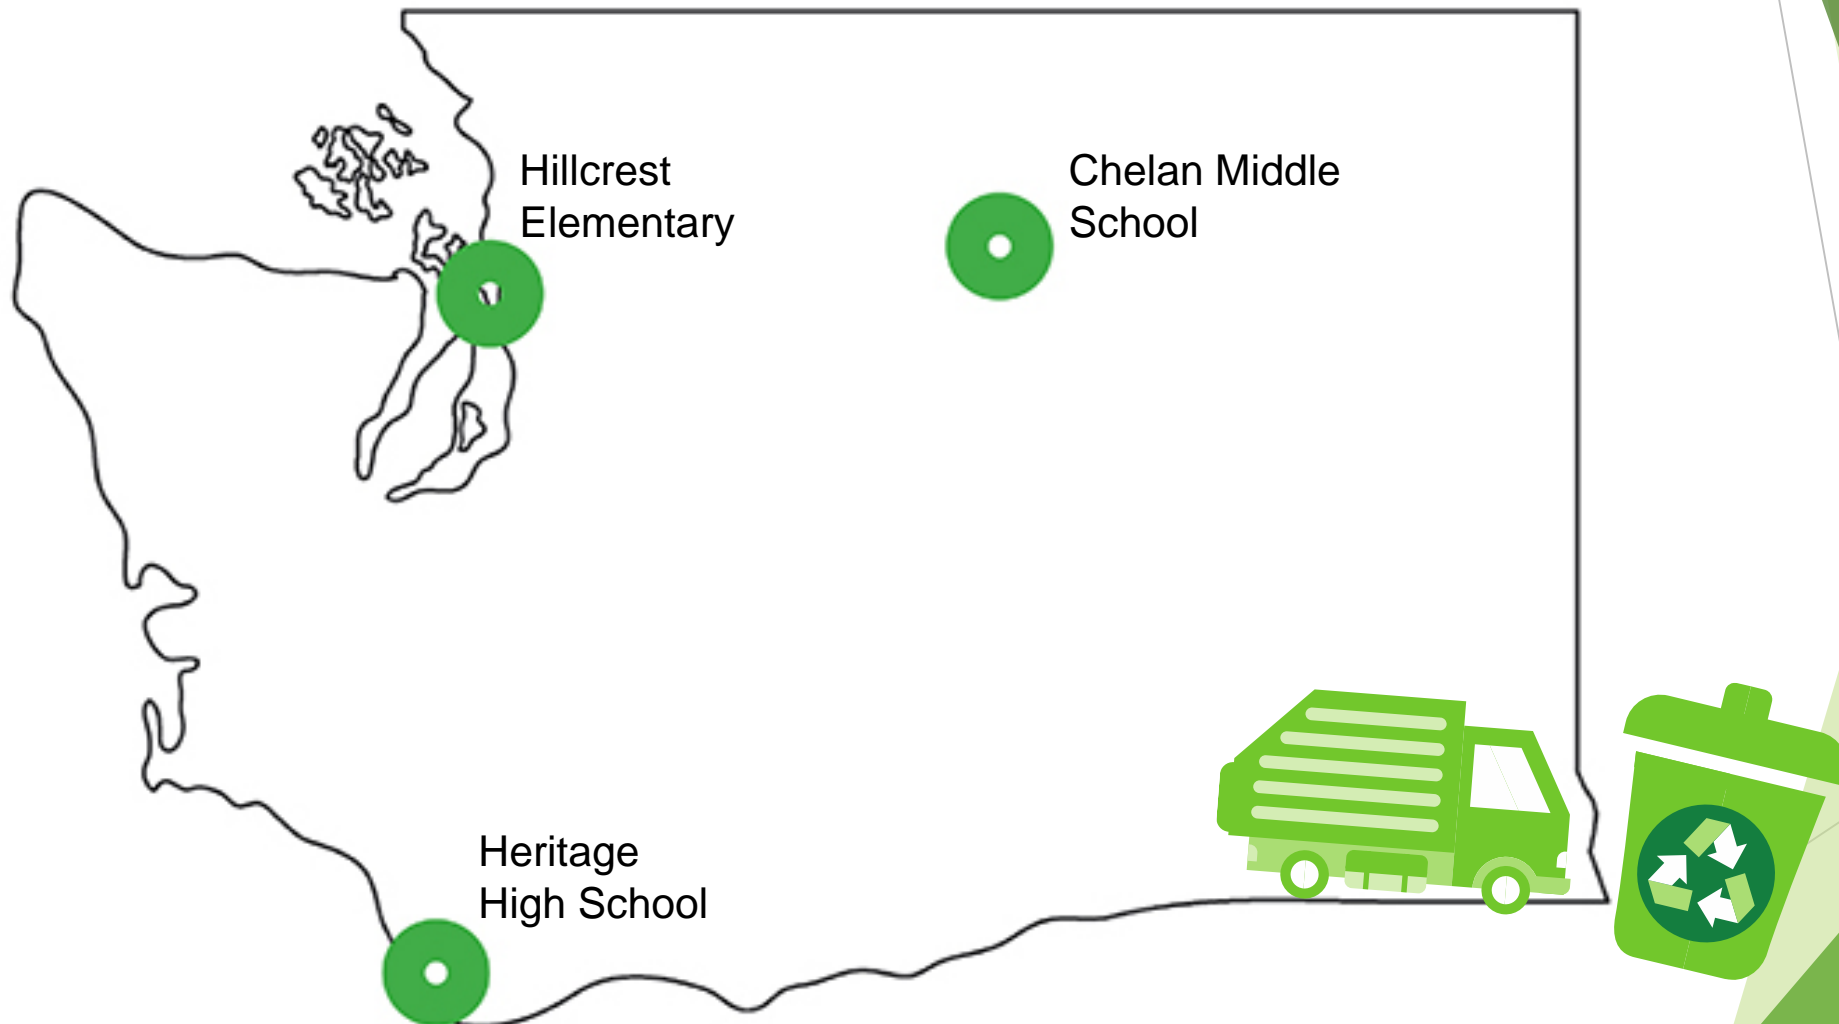 Hillcrest
Elementary
Chelan Middle
School
Heritage
High School